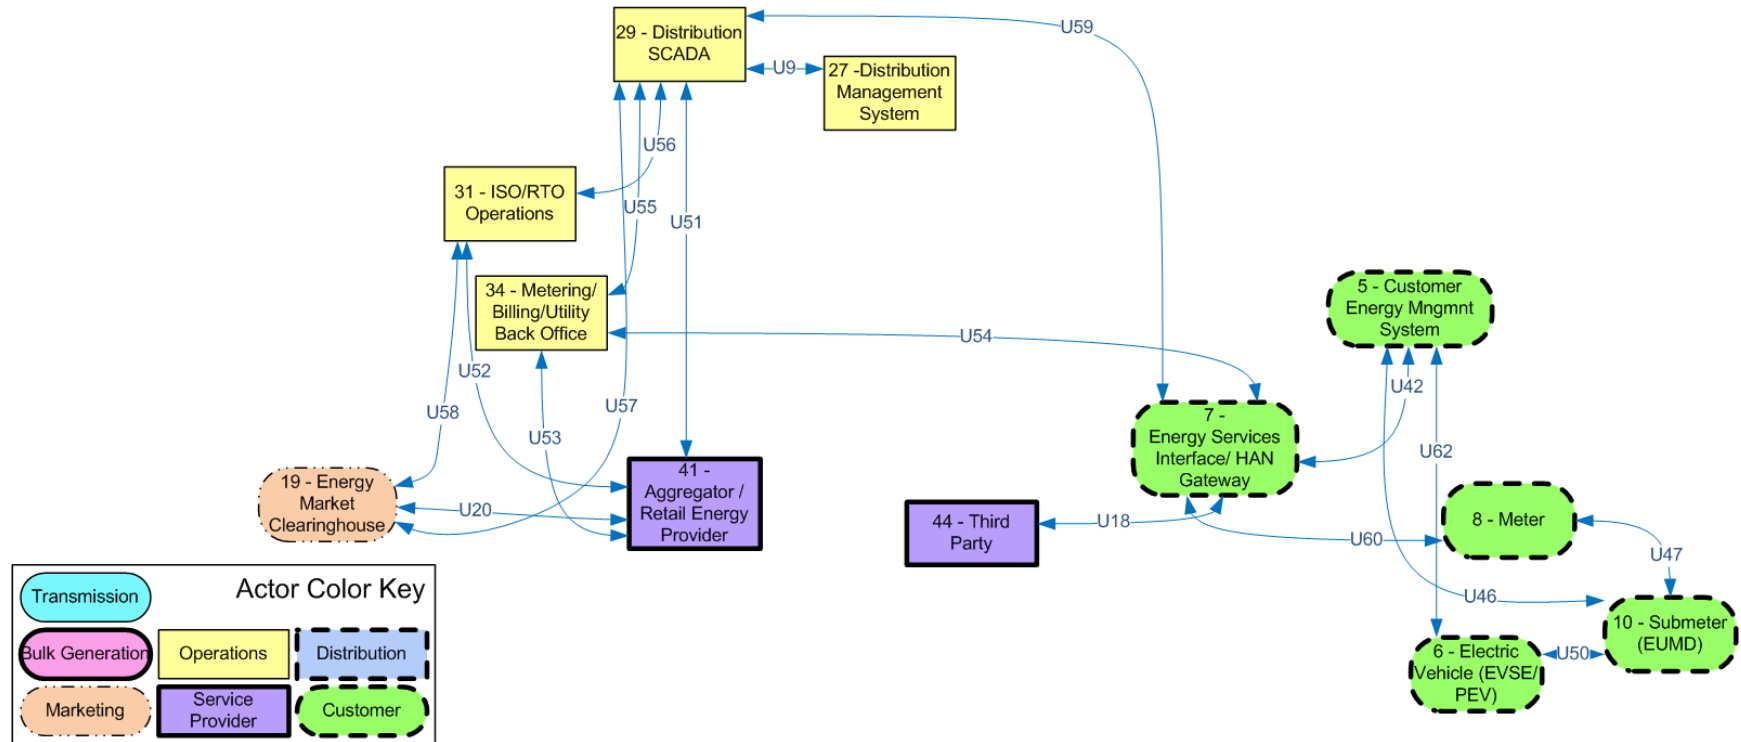 29 - Distribution
SCADA
U59
U9
27 -Distribution
Management
System
U56
31 - ISO/RTO
Operations
U55
U51
34 - Metering/
Billing/Utility
Back Office
5 - Customer
Energy Mngmnt
System
U54
U52
U58
U57
U53
U42
7 -
Energy Services
Interface/ HAN
Gateway
U62
19 - Energy
Market
Clearinghouse
U20
41 -
Aggregator /
Retail Energy
Provider
44 - Third
Party
U18
8 - Meter
U60
U47
U46
10 - Submeter
(EUMD)
6 - Electric
Vehicle (EVSE/
PEV)
U50
Actor Color Key
Transmission
Bulk Generation
Operations
Distribution
Marketing
Service
Provider
Customer